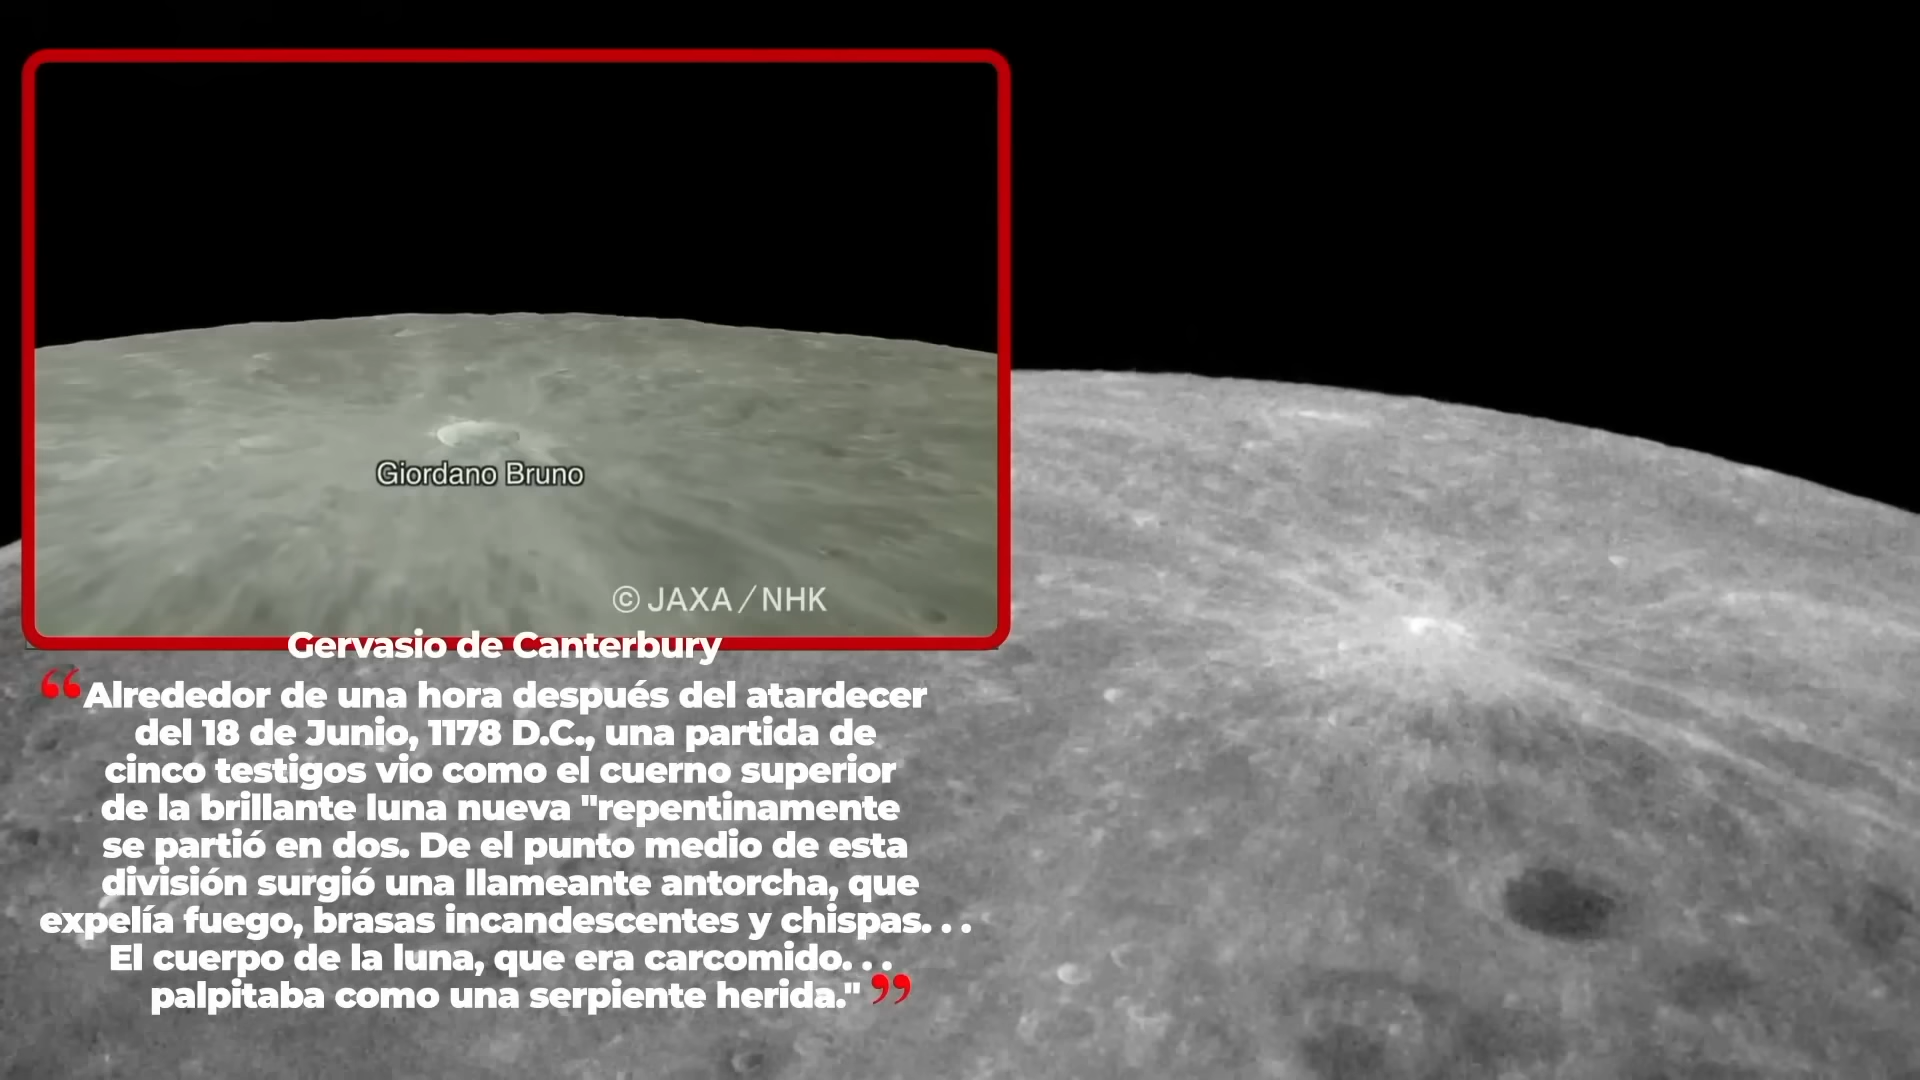 Giordano Bruno
© JAXA/NHK
Gervasio de Canterbury
“Alrededor de una hora después del atardecer
del 18 de Junio, 1178 D.C., una partida de
cinco testigos vio como el cuerno superior
de la brillante luna nueva "repentinamente
se partió en dos. De el punto medio de esta
división surgió una llameante antorcha, que
expelía fuego, brasas incandescentes y chispas. . .
El cuerpo de la luna, que era carcomido. . .
palpitaba como una serpiente herida."”